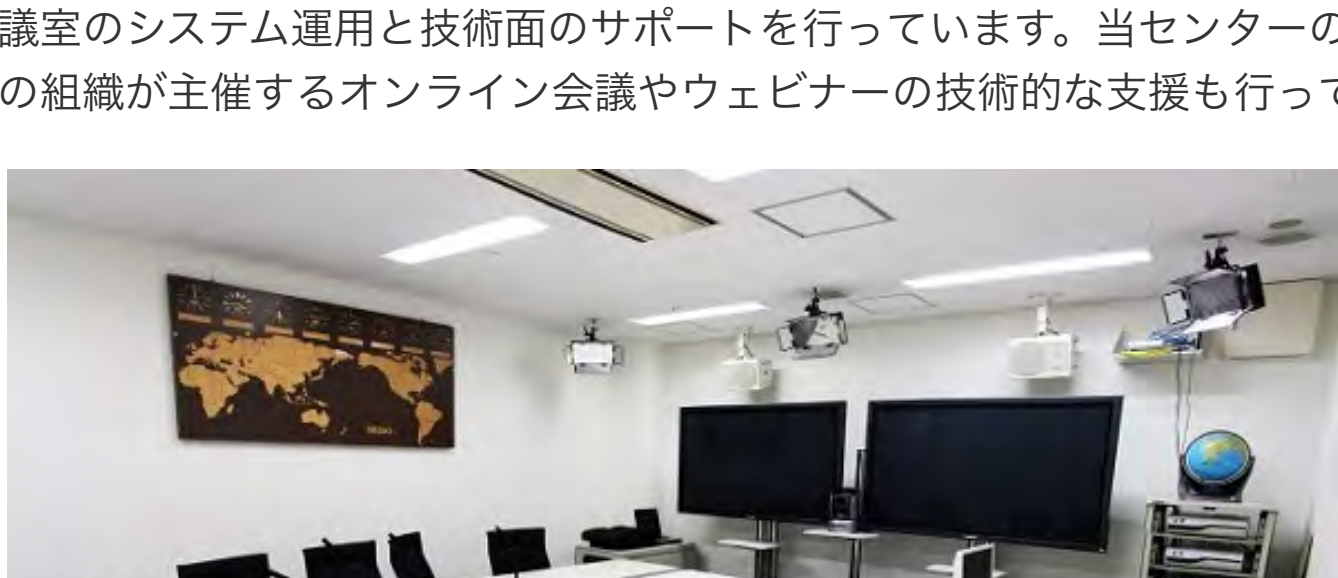 議室のシステム運用と技術面のサポートを行っています。当センターの
の組織が主催するオンライン会議やウェビナーの技術的な支援も行って
SEIKO